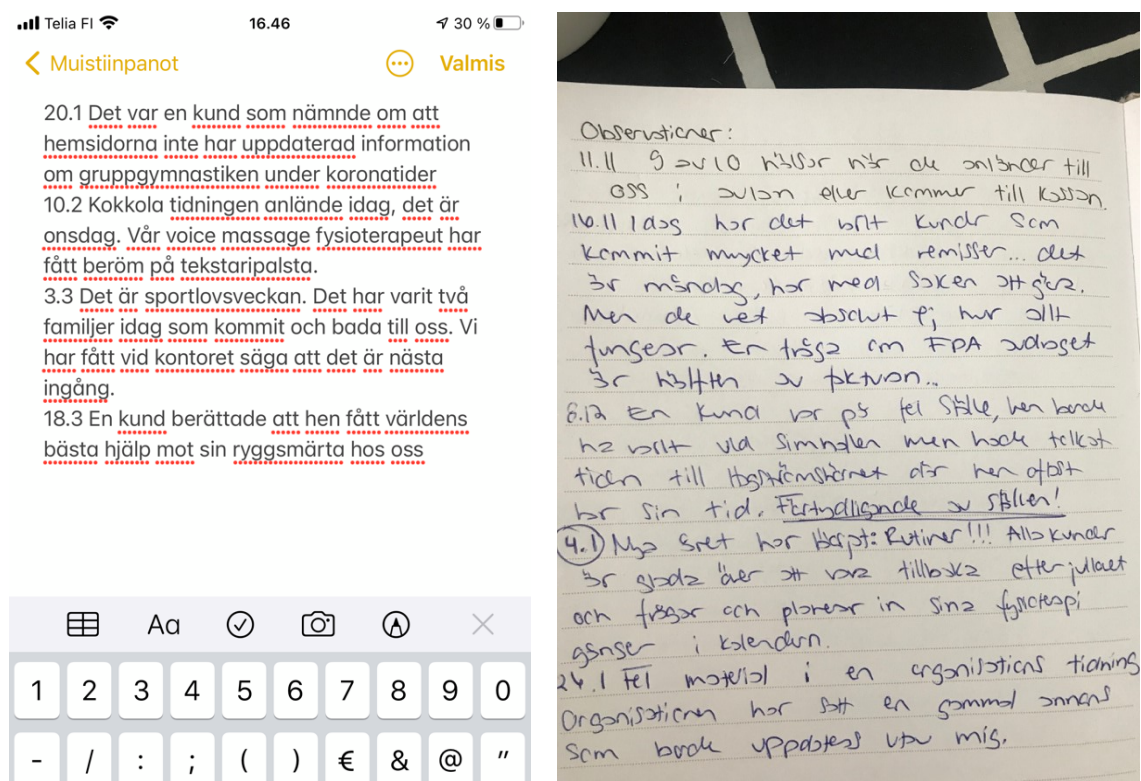 Telia FI
16.46
30 %
Muistiinpanot
Valmis
20.1 Det var en kund som nämnde om att
hemsidorna inte har uppdaterad information
om gruppgymnastiken under koronatider
10.2 Kokkola tidningen anlände idag, det är
onsdag. Vår voice massage fysioterapeut har
fått beröm på tekstaripalsta.
3.3 Det är sportlovsveckan. Det har varit två
familjer idag som kommit och bada till oss. Vi
har fått vid kontoret säga att det är nästa
ingång.
18.3 En kund berättade att hen fått världens
bästa hjälp mot sin ryggsmärta hos oss
Aa
1 2 3 4 5 6 7 8 9 0
- / : ; ( ) € & @ "
Observationer:
11.11 9 av 10 hälsar när de anländer till
oss i aulan eller kommer till kassan.
16.11 Idag har det vilt kunder som
kommit mycket med remisser... det
är måndag, har med saken att göra.
Men de vet absolut ej hur allt
fungear. En fråga om FPA avdraget
är hälften av fakturan...
8.12 En kund var på fel ställe, hen borde
ha vilt vid simhallen men hade tolkat
tiden till där hen oftast
har sin tid. Förtydligande av ställen!
4.1 Nya året har börjat: Rutiner!!! Alla kunder
är glada över att vara tillbaka efter jullovet
och frågar och planerar in sina fysioterapi
gånger i kalendern.
24.1 Fel material i en organisations tidning
Organisationen har satt en gammal annons
som borde uppdateras utav mig.